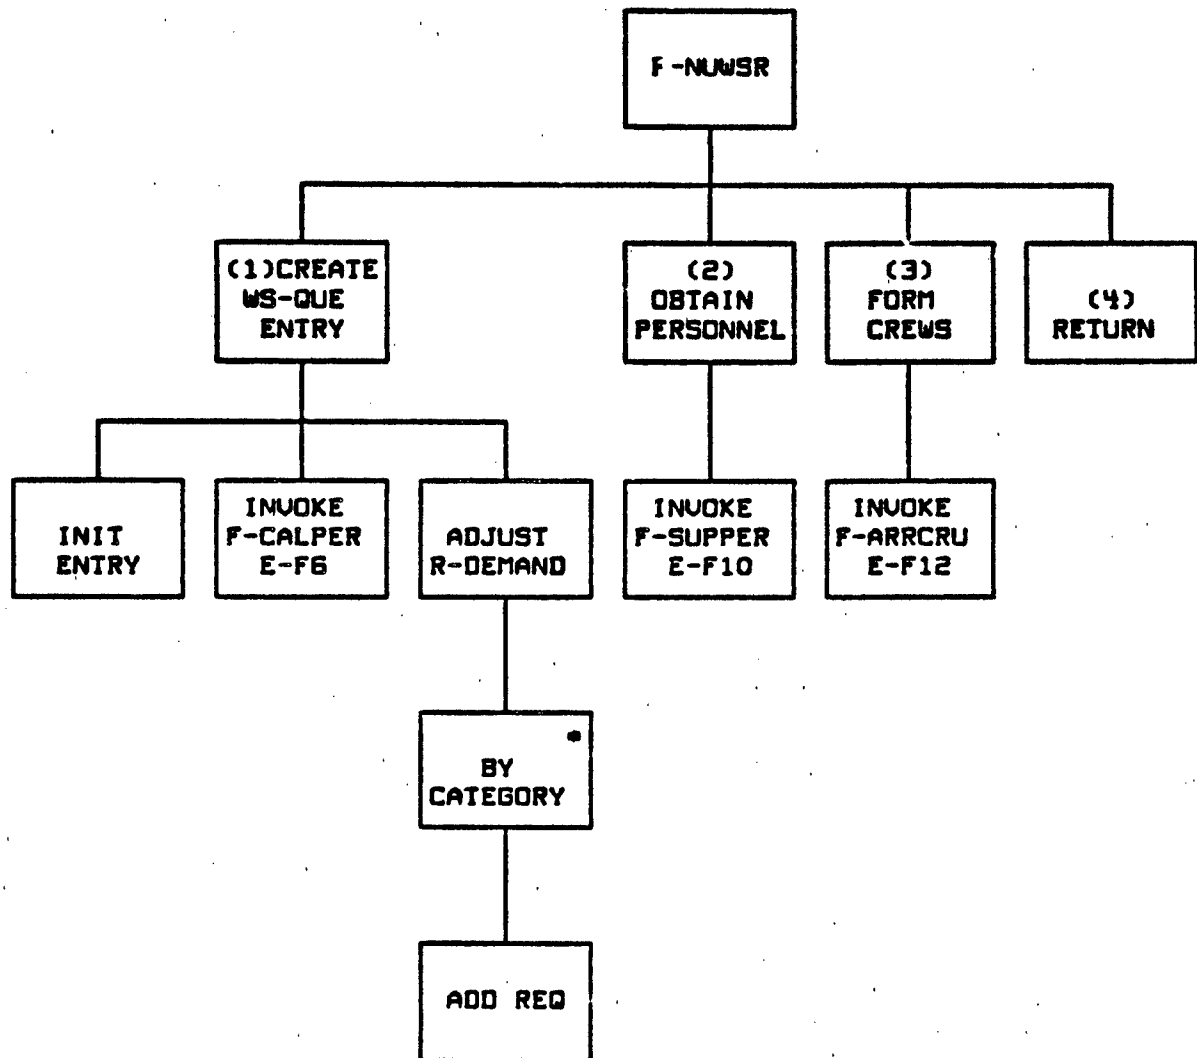 F-NUWSR
(1)CREATE
WS-QUE
ENTRY
(2)
OBTAIN
PERSONNEL
(3)
FORM
CREWS
(4)
RETURN
INIT
ENTRY
INVOKE
F-CALPER
E-F6
ADJUST
R-DEMAND
INVOKE
F-SUPPER
E-F10
INVOKE
F-ARRCRU
E-F12
*
BY
CATEGORY
ADD REQ